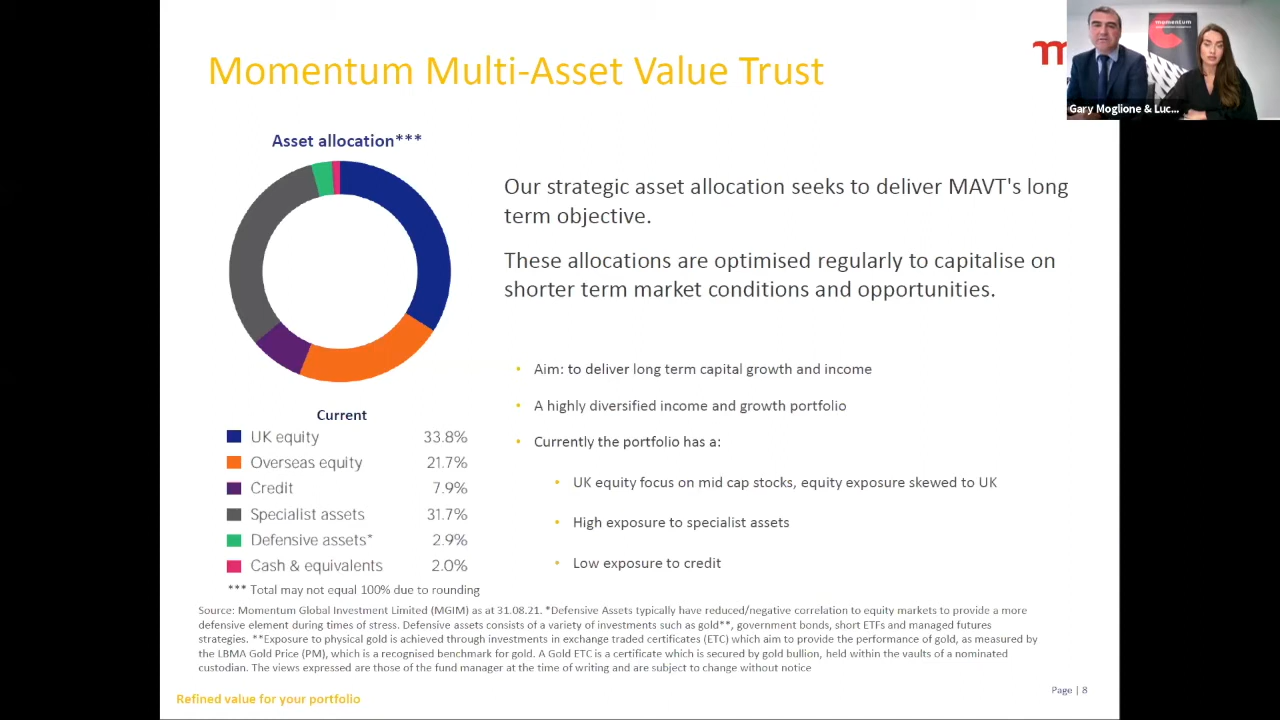 Momentum Multi-Asset Value Trust
m
momentum
Gary Moglione & Luc...
Asset allocation***
Our strategic asset allocation seeks to deliver MAVT's long
term objective.
These allocations are optimised regularly to capitalise on
shorter term market conditions and opportunities.
• Aim: to deliver long term capital growth and income
• A highly diversified income and growth portfolio
• Currently the portfolio has a:
• UK equity focus on mid cap stocks, equity exposure skewed to UK
• High exposure to specialist assets
• Low exposure to credit
Current
UK equity 33.8%
Overseas equity 21.7%
Credit 7.9%
Specialist assets 31.7%
Defensive assets* 2.9%
Cash & equivalents 2.0%
*** Total may not equal 100% due to rounding
Source: Momentum Global Investment Limited (MGIM) as at 31.08.21. *Defensive Assets typically have reduced/negative correlation to equity markets to provide a more
defensive element during times of stress. Defensive assets consists of a variety of investments such as gold**, government bonds, short ETFs and managed futures
strategies. **Exposure to physical gold is achieved through investments in exchange traded certificates (ETC) which aim to provide the performance of gold, as measured by
the LBMA Gold Price (PM), which is a recognised benchmark for gold. A Gold ETC is a certificate which is secured by gold bullion, held within the vaults of a nominated
custodian. The views expressed are those of the fund manager at the time of writing and are subject to change without notice
Refined value for your portfolio
Page | 8